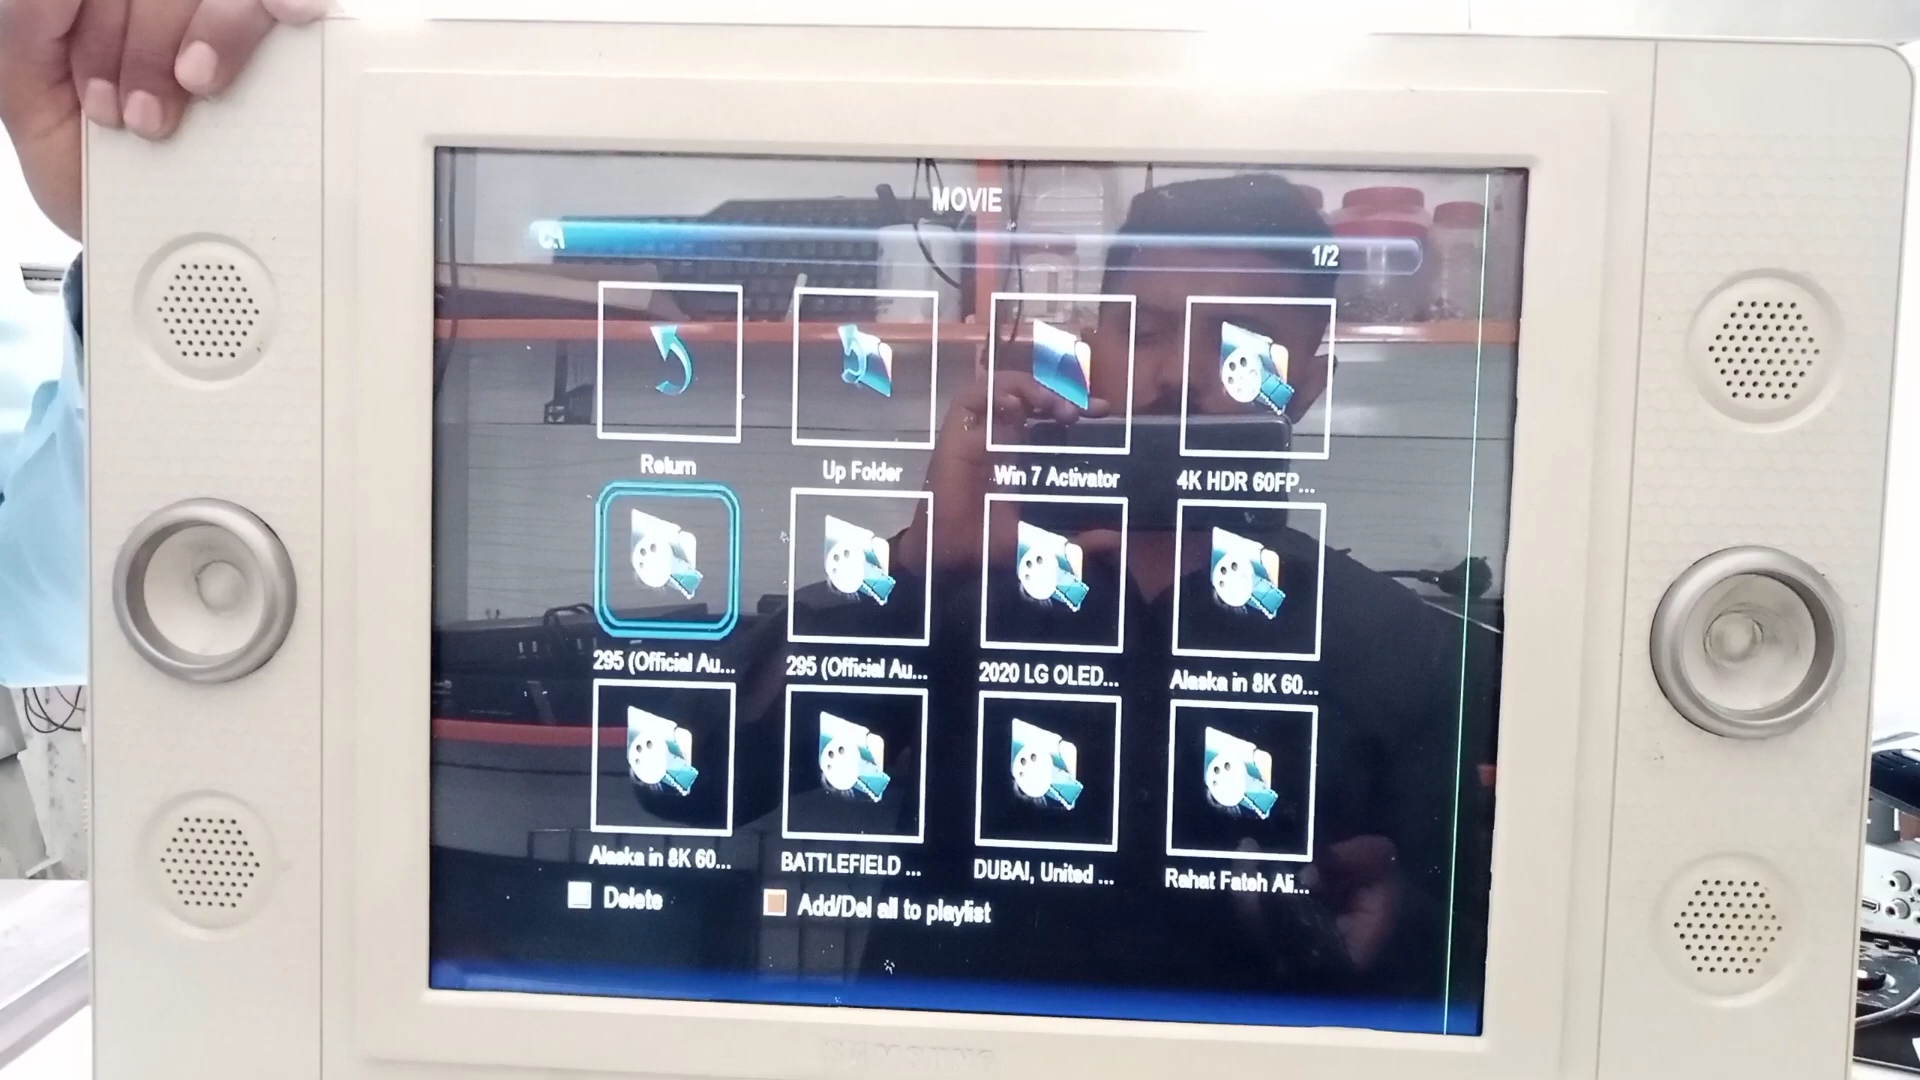 MOVIE
C:\
1/2
Return
Up Folder
Win 7 Activator
4K HDR 60FP...
295 (Official Au...
295 (Official Au...
2020 LG OLED...
Alaska in 8K 60...
Alaska in 8K 60...
BATTLEFIELD ...
DUBAI, United ...
Rahat Fateh Ali...
Delete
Add/Del all to playlist
SAMSUNG